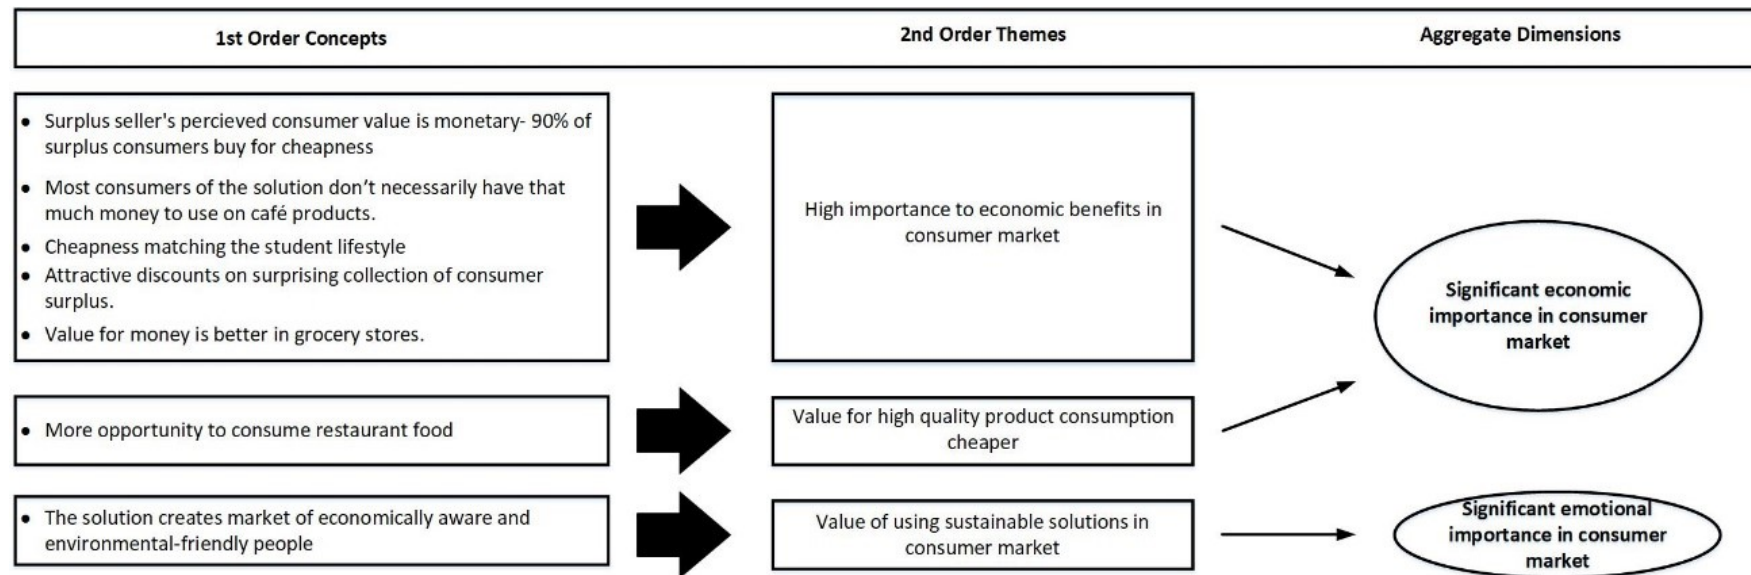 1st Order Concepts
2nd Order Themes
Aggregate Dimensions
• Surplus seller's percieved consumer value is monetary- 90% of
surplus consumers buy for cheapness
• Most consumers of the solution don’t necessarily have that
much money to use on café products.
• Cheapness matching the student lifestyle
• Attractive discounts on surprising collection of consumer
surplus.
• Value for money is better in grocery stores.
High importance to economic benefits in
consumer market
Significant economic
importance in consumer
market
• More opportunity to consume restaurant food
Value for high quality product consumption
cheaper
• The solution creates market of economically aware and
environmental-friendly people
Value of using sustainable solutions in
consumer market
Significant emotional
importance in consumer
market